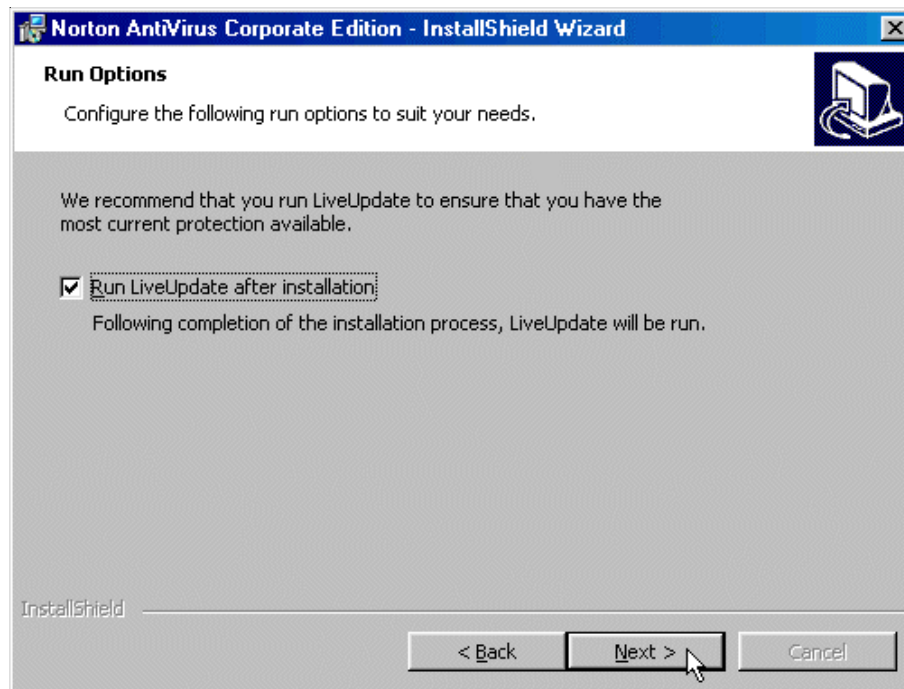 Norton AntiVirus Corporate Edition - InstallShield Wizard
Run Options
Configure the following run options to suit your needs.
We recommend that you run LiveUpdate to ensure that you have the
most current protection available.
Run LiveUpdate after installation
Following completion of the installation process, LiveUpdate will be run.
InstallShield
< Back Next > Cancel